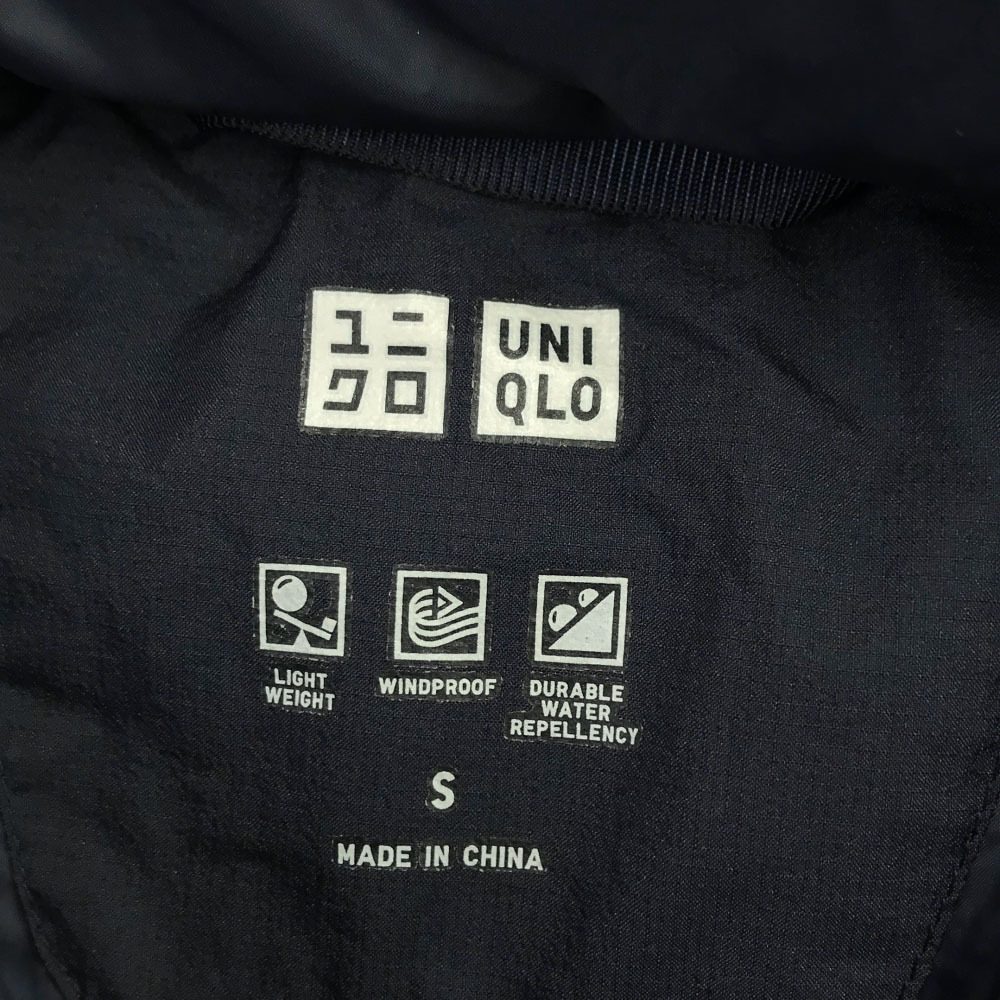 ユニ
クロ
UNI
QLO
LIGHT
WEIGHT
WINDPROOF
DURABLE
WATER
REPELLENCY
S
MADE IN CHINA